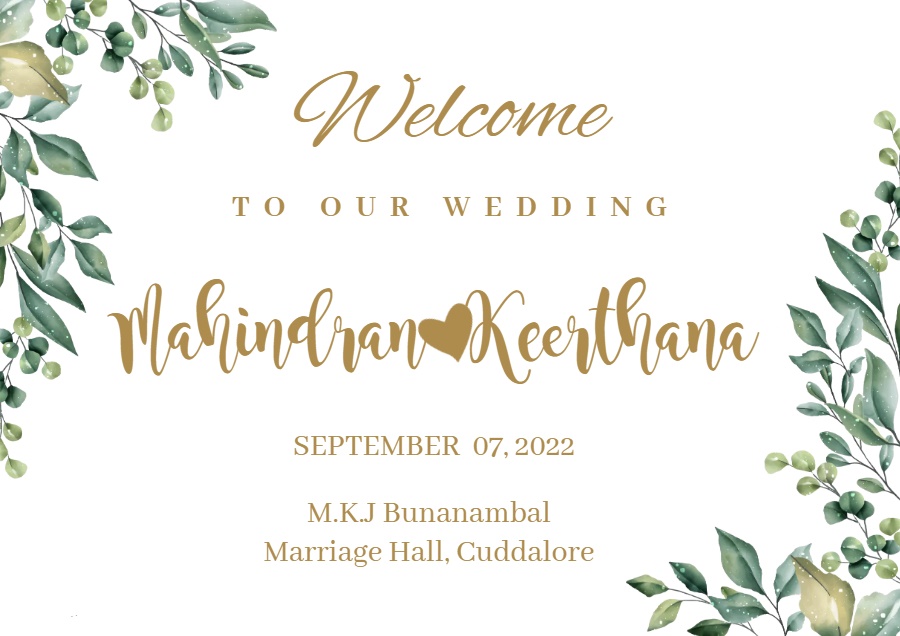 Welcome
TO OUR WEDDING
Mahindran♥Keerthana
SEPTEMBER 07, 2022
M.K.J Bunanambal
Marriage Hall, Cuddalore